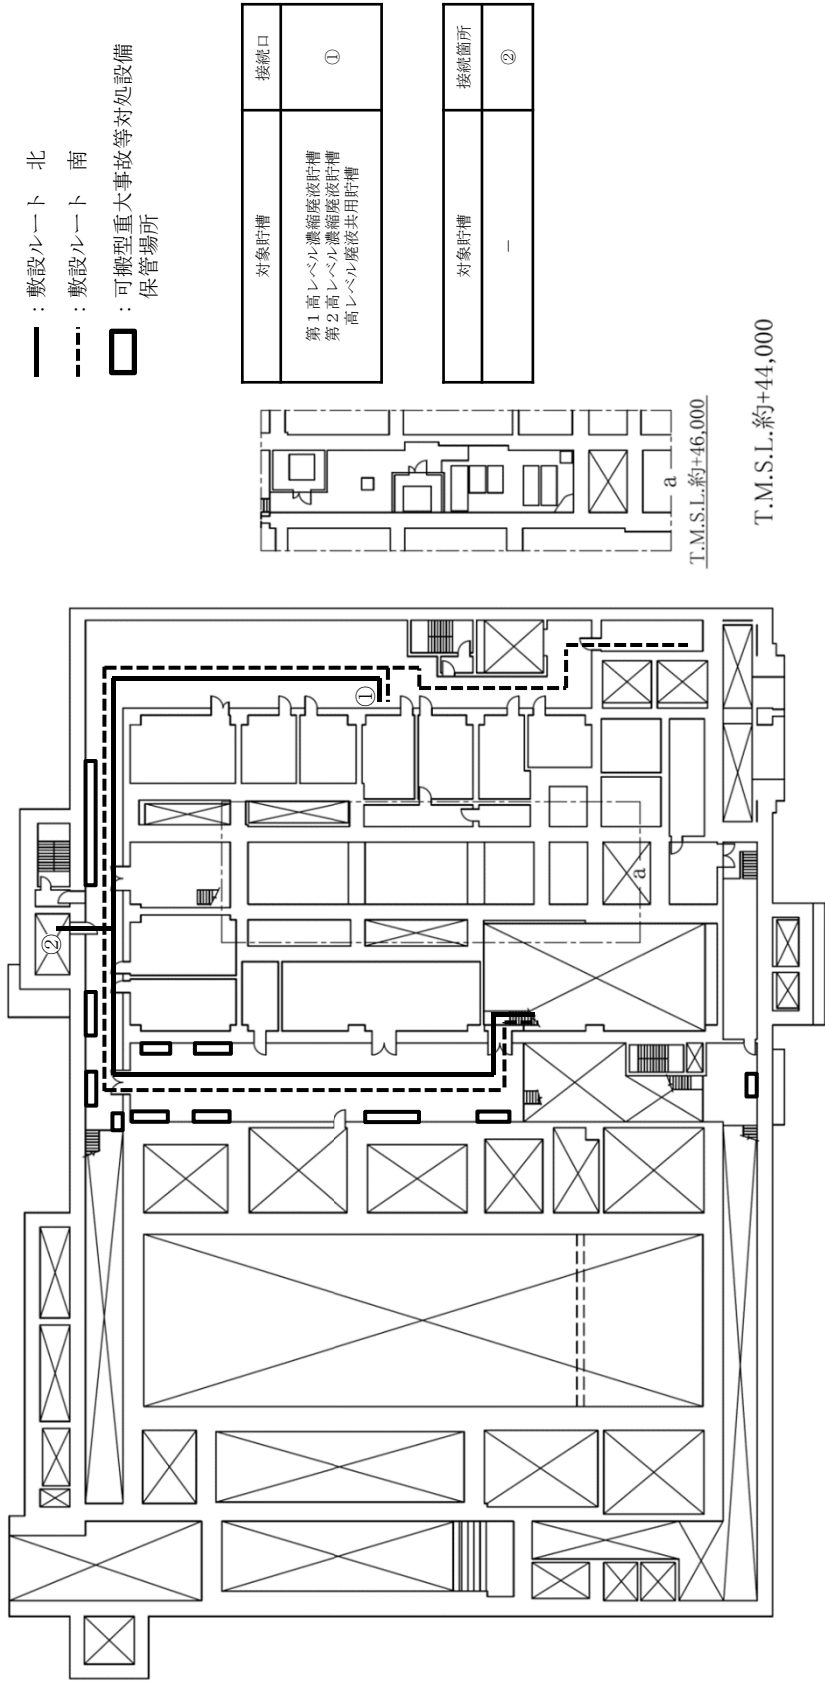 ：敷設ルート　北
：敷設ルート　南
：可搬型重大事故等対処設備
保管場所
対象貯槽
接続口
第１高レベル濃縮廃液貯槽
第２高レベル濃縮廃液貯槽
高レベル廃液共用貯槽
①
対象貯槽
接続箇所
－
②
a
T.M.S.L.約+46,000
T.M.S.L.約+44,000
①
②
a
a